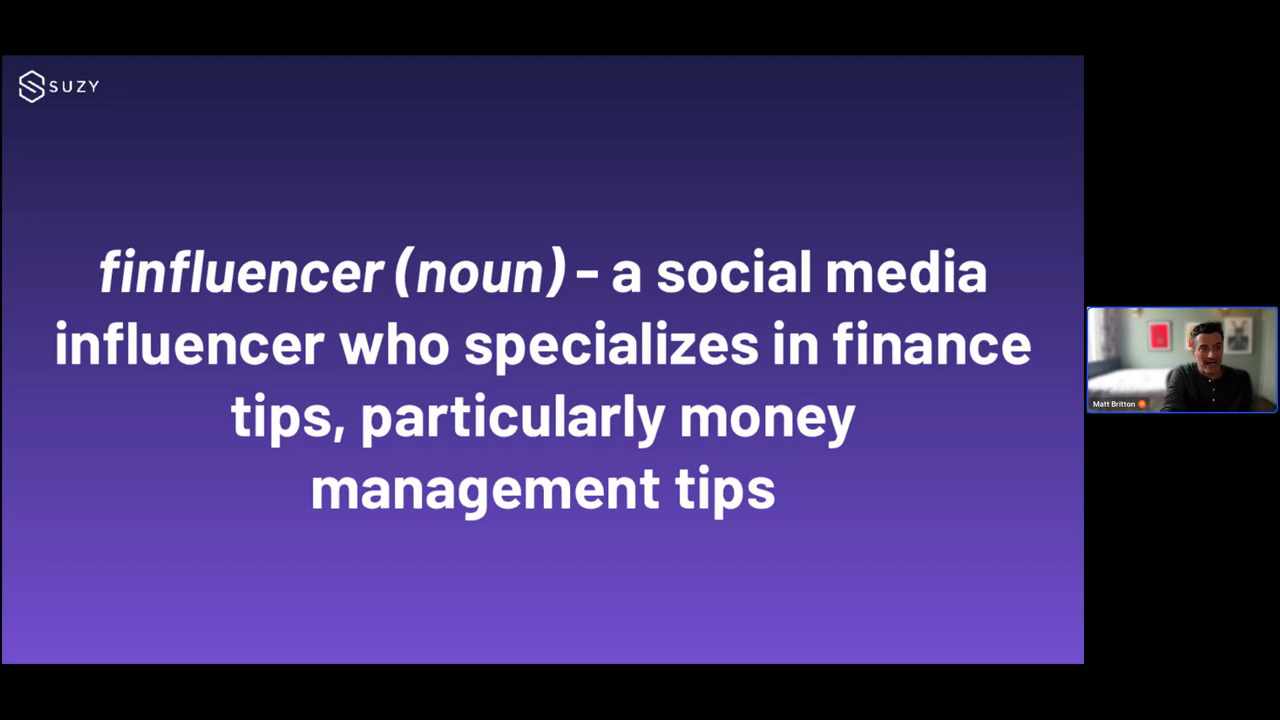 SUZY
finfluencer (noun) - a social media
influencer who specializes in finance
tips, particularly money
management tips
Matt Britton